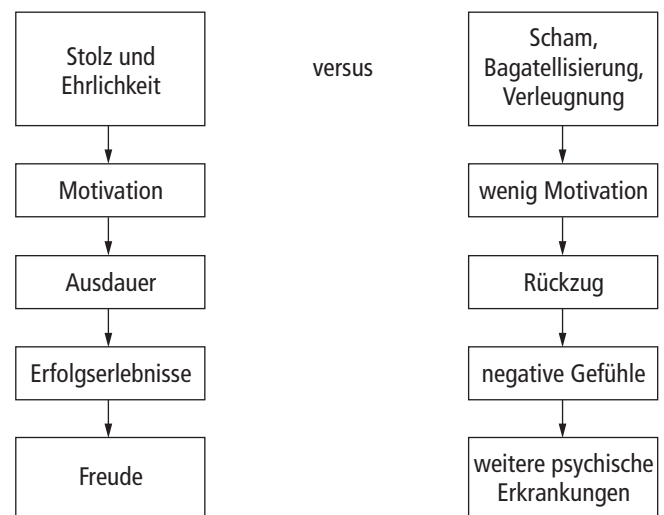 Stolz und
Ehrlichkeit
versus
Scham,
Bagatellisierung,
Verleugnung
Motivation
wenig Motivation
Ausdauer
Rückzug
Erfolgserlebnisse
negative Gefühle
Freude
weitere psychische
Erkrankungen